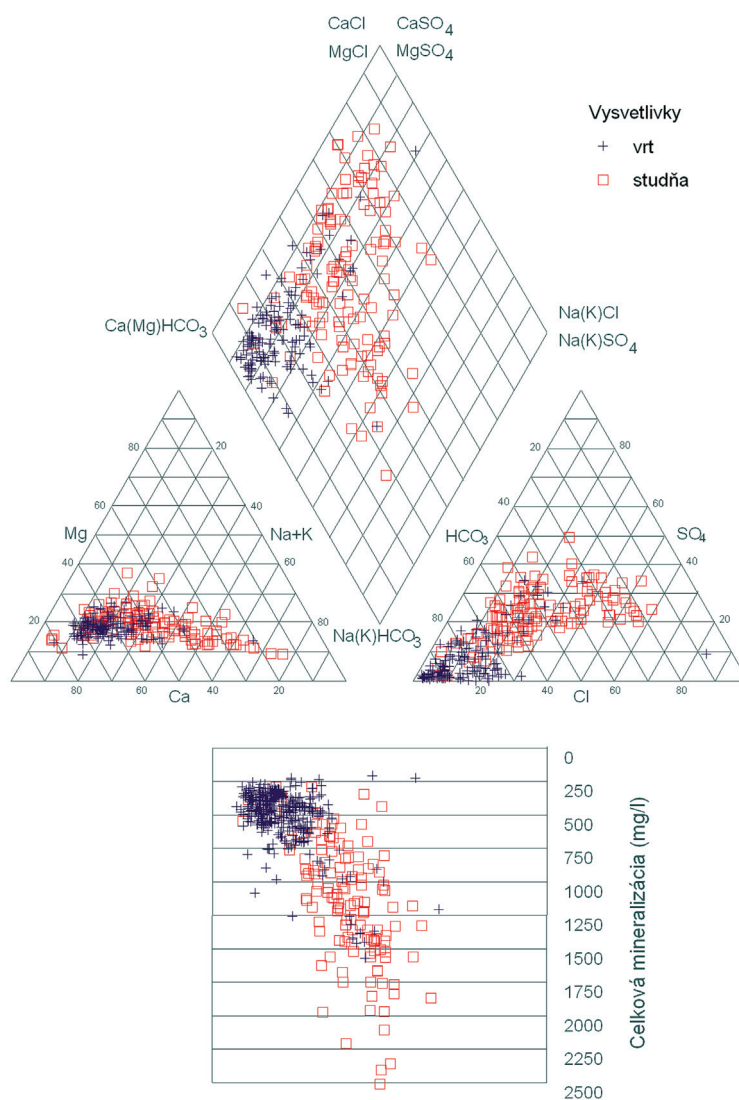 CaCl CaSO₄
MgCl MgSO₄
Vysvetlivky
+ vrt
□ studňa
Ca(Mg)HCO₃
Na(K)Cl
Na(K)SO₄
80 20 80 20
60 40 60 40
Mg Na+K HCO₃ SO₄
40 60 60 40
20 80 80 20
Na(K)HCO₃
80 60 40 20
Ca
20 40 60 80
Cl
0
250
500
750
1000
1250
1500
1750
2000
2250
2500
Celková mineralizácia (mg/l)